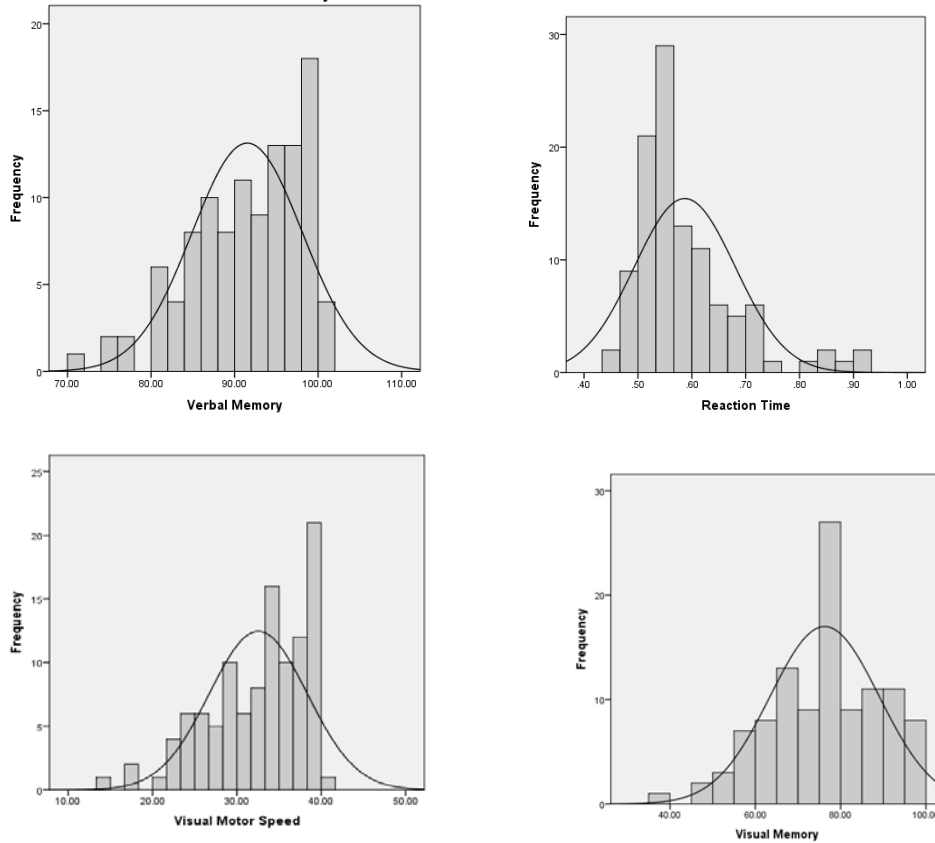 20
15
10
5
0
70.00 80.00 90.00 100.00 110.00
Frequency
Verbal Memory
30
20
10
0
.40 .50 .60 .70 .80 .90 1.00
Frequency
Reaction Time
25
20
15
10
5
0
10.00 20.00 30.00 40.00 50.00
Frequency
Visual Motor Speed
30
20
10
0
40.00 60.00 80.00 100.00
Frequency
Visual Memory